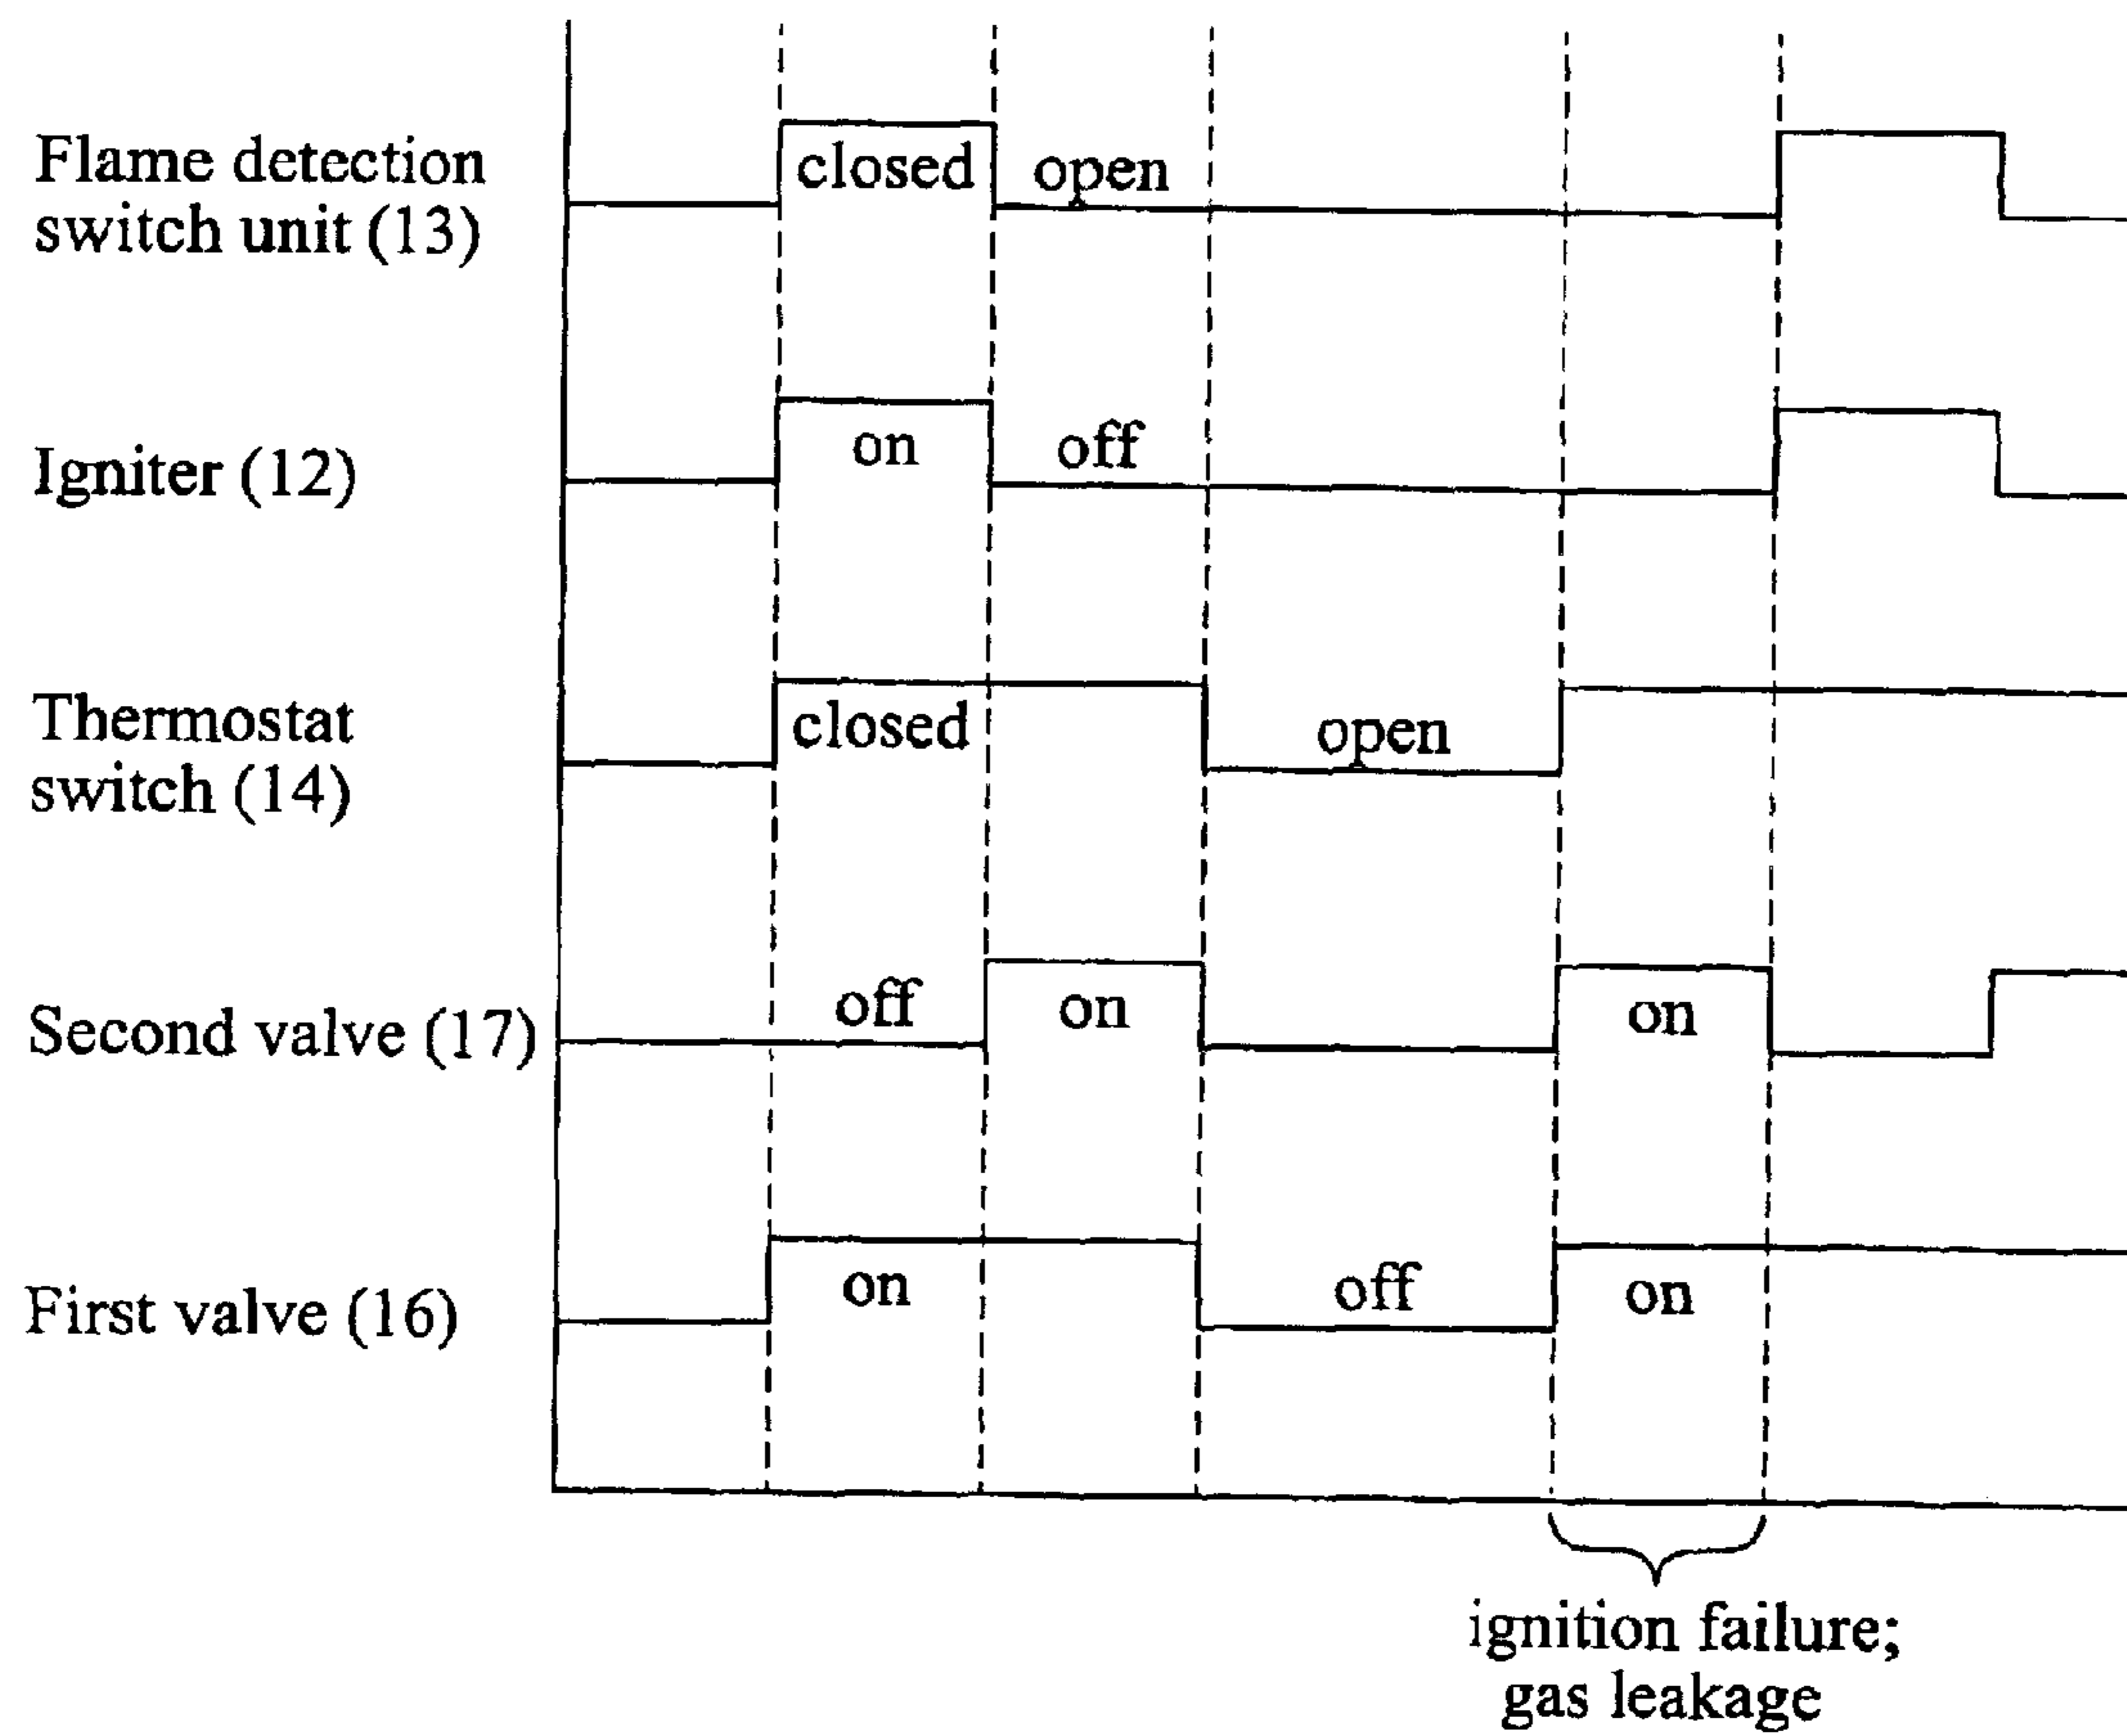 Flame detection
switch unit (13)
closed
open
Igniter (12)
on
off
Thermostat
switch (14)
closed
open
Second valve (17)
off
on
on
First valve (16)
on
off
on
ignition failure;
gas leakage